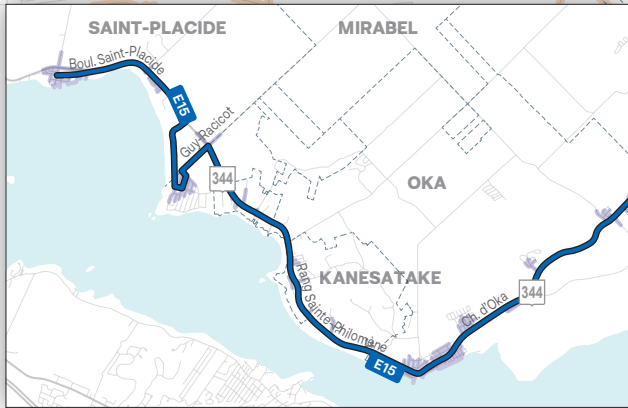 SAINT-PLACIDE
MIRABEL
Boul. Saint-Placide
E15
Guy-Racicot
344
OKA
KANESATAKE
Rang Sainte-Philomène
344
Ch. d'Oka
E15